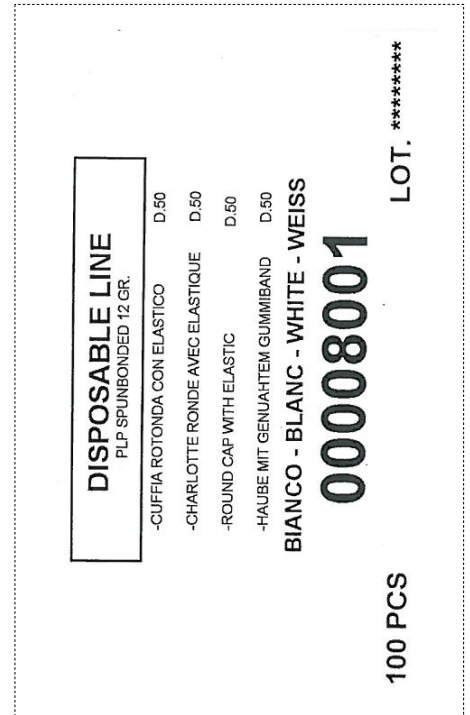 DISPOSABLE LINE
PLP SPUNBONDED 12 GR.
-CUFFIA ROTONDA CON ELASTICO D.50
-CHARLOTTE RONDE AVEC ELASTIQUE D.50
-ROUND CAP WITH ELASTIC D.50
-HAUBE MIT GENUAHTEM GUMMIBAND D.50
BIANCO - BLANC - WHITE - WEISS
00008001
100 PCS LOT. ********